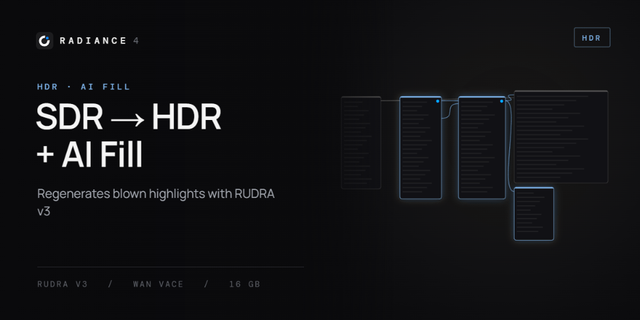 RADIANCE 4
HDR
HDR · AI FILL
SDR → HDR
+ AI Fill
Regenerates blown highlights with RUDRA
v3
RUDRA V3 / WAN VACE / 16 GB